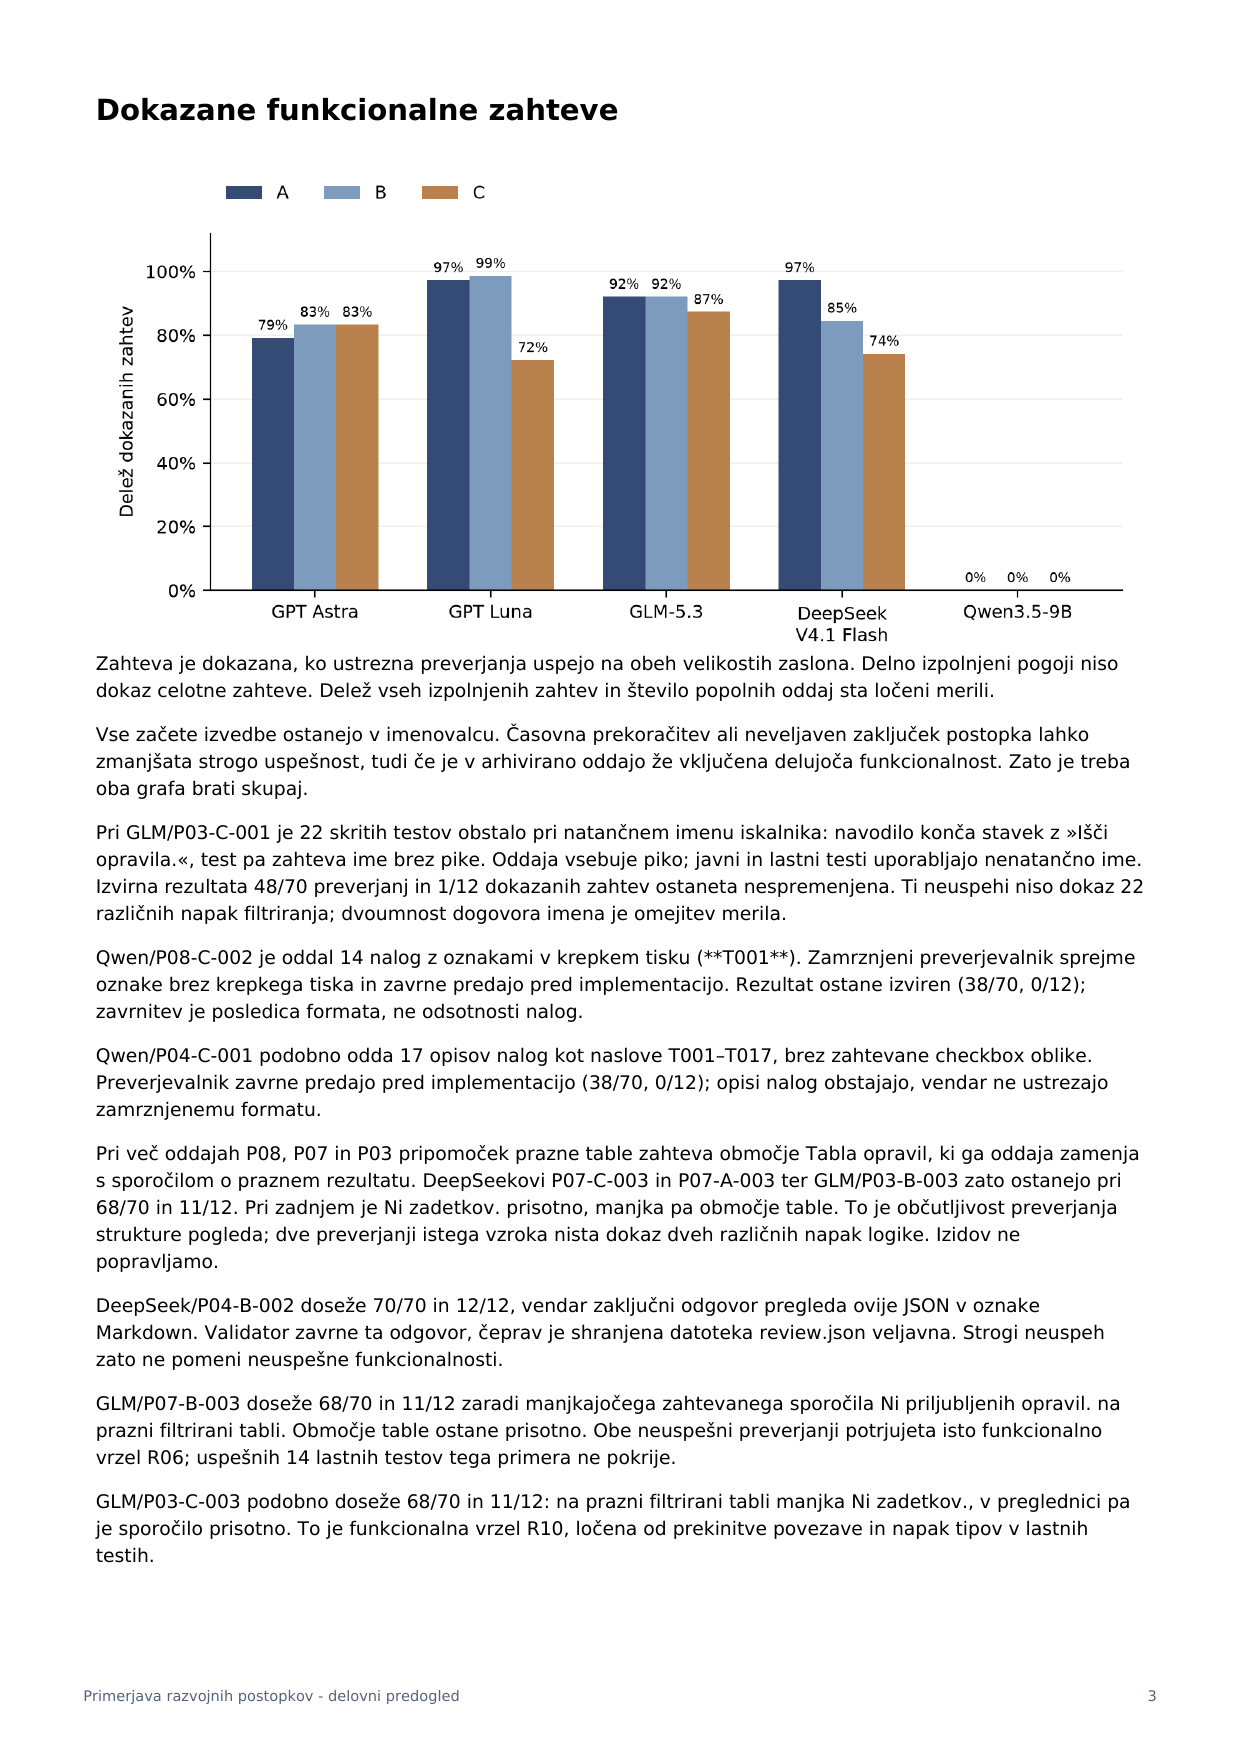 Dokazane funkcionalne zahteve
A B C
Delež dokazanih zahtev
100%
80%
60%
40%
20%
0%
79% 83% 83%
97% 99% 72%
92% 92% 87%
97% 85% 74%
0% 0% 0%
GPT Astra GPT Luna GLM-5.3 DeepSeek V4.1 Flash Qwen3.5-9B
Zahteva je dokazana, ko ustrezna preverjanja uspejo na obeh velikostih zaslona. Delno izpolnjeni pogoji niso
dokaz celotne zahteve. Delež vseh izpolnjenih zahtev in število popolnih oddaj sta ločeni merili.
Vse začete izvedbe ostanejo v imenovalcu. Časovna prekoračitev ali neveljaven zaključek postopka lahko
zmanjšata strogo uspešnost, tudi če je v arhivirano oddajo že vključena delujoča funkcionalnost. Zato je treba
oba grafa brati skupaj.
Pri GLM/P03-C-001 je 22 skritih testov obstalo pri natančnem imenu iskalnika: navodilo konča stavek z »Išči
opravila.«, test pa zahteva ime brez pike. Oddaja vsebuje piko; javni in lastni testi uporabljajo nenatančno ime.
Izvirna rezultata 48/70 preverjanj in 1/12 dokazanih zahtev ostaneta nespremenjena. Ti neuspehi niso dokaz 22
različnih napak filtriranja; dvoumnost dogovora imena je omejitev merila.
Qwen/P08-C-002 je oddal 14 nalog z oznakami v krepkem tisku (**T001**). Zamrznjeni preverjevalnik sprejme
oznake brez krepkega tiska in zavrne predajo pred implementacijo. Rezultat ostane izviren (38/70, 0/12);
zavrnitev je posledica formata, ne odsotnosti nalog.
Qwen/P04-C-001 podobno odda 17 opisov nalog kot naslove T001–T017, brez zahtevane checkbox oblike.
Preverjevalnik zavrne predajo pred implementacijo (38/70, 0/12); opisi nalog obstajajo, vendar ne ustrezajo
zamrznjenemu formatu.
Pri več oddajah P08, P07 in P03 pripomoček prazne table zahteva območje Tabla opravil, ki ga oddaja zamenja
s sporočilom o praznem rezultatu. DeepSeekovi P07-C-003 in P07-A-003 ter GLM/P03-B-003 zato ostanejo pri
68/70 in 11/12. Pri zadnjem je Ni zadetkov. prisotno, manjka pa območje table. To je občutljivost preverjanja
strukture pogleda; dve preverjanji istega vzroka nista dokaz dveh različnih napak logike. Izidov ne
popravljamo.
DeepSeek/P04-B-002 doseže 70/70 in 12/12, vendar zaključni odgovor pregleda ovije JSON v oznake
Markdown. Validator zavrne ta odgovor, čeprav je shranjena datoteka review.json veljavna. Strogi neuspeh
zato ne pomeni neuspešne funkcionalnosti.
GLM/P07-B-003 doseže 68/70 in 11/12 zaradi manjkajočega zahtevanega sporočila Ni priljubljenih opravil. na
prazni filtrirani tabli. Območje table ostane prisotno. Obe neuspešni preverjanji potrjujeta isto funkcionalno
vrzel R06; uspešnih 14 lastnih testov tega primera ne pokrije.
GLM/P03-C-003 podobno doseže 68/70 in 11/12: na prazni filtrirani tabli manjka Ni zadetkov., v preglednici pa
je sporočilo prisotno. To je funkcionalna vrzel R10, ločena od prekinitve povezave in napak tipov v lastnih
testih.
Primerjava razvojnih postopkov - delovni predogled 3